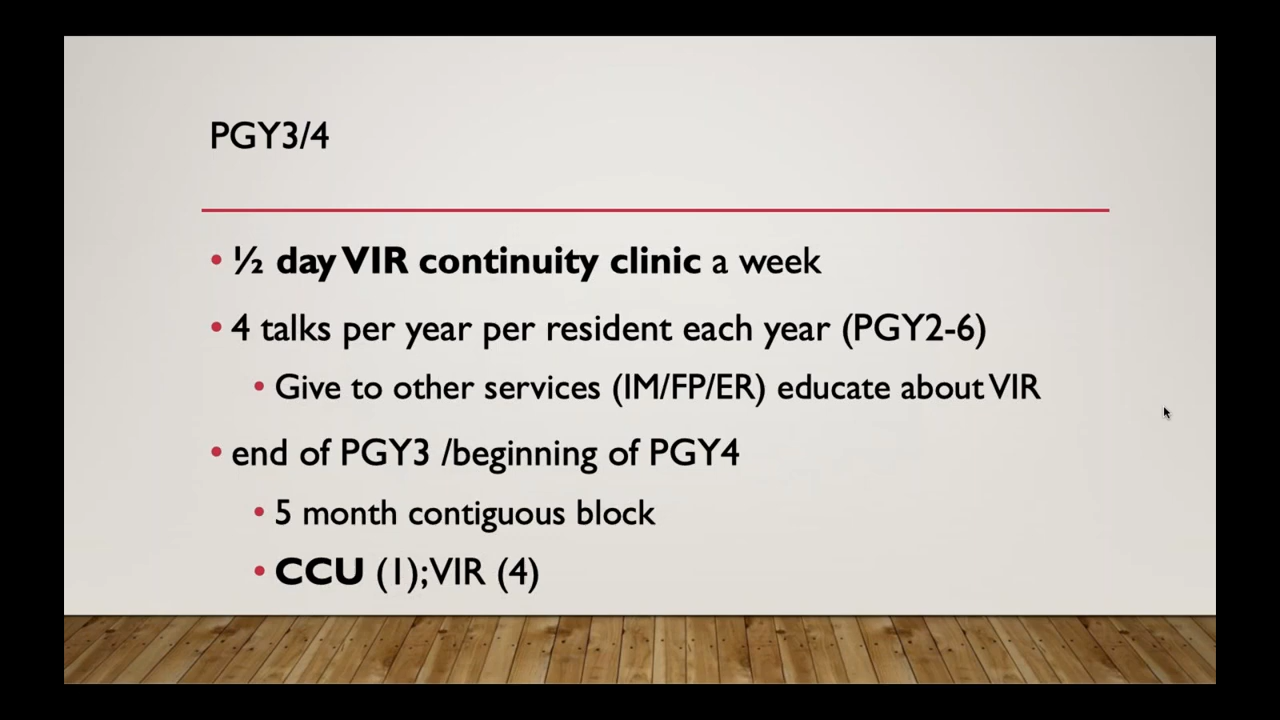 PGY3/4
• ½ day VIR continuity clinic a week
• 4 talks per year per resident each year (PGY2-6)
• Give to other services (IM/FP/ER) educate about VIR
• end of PGY3 /beginning of PGY4
• 5 month contiguous block
• CCU (1); VIR (4)